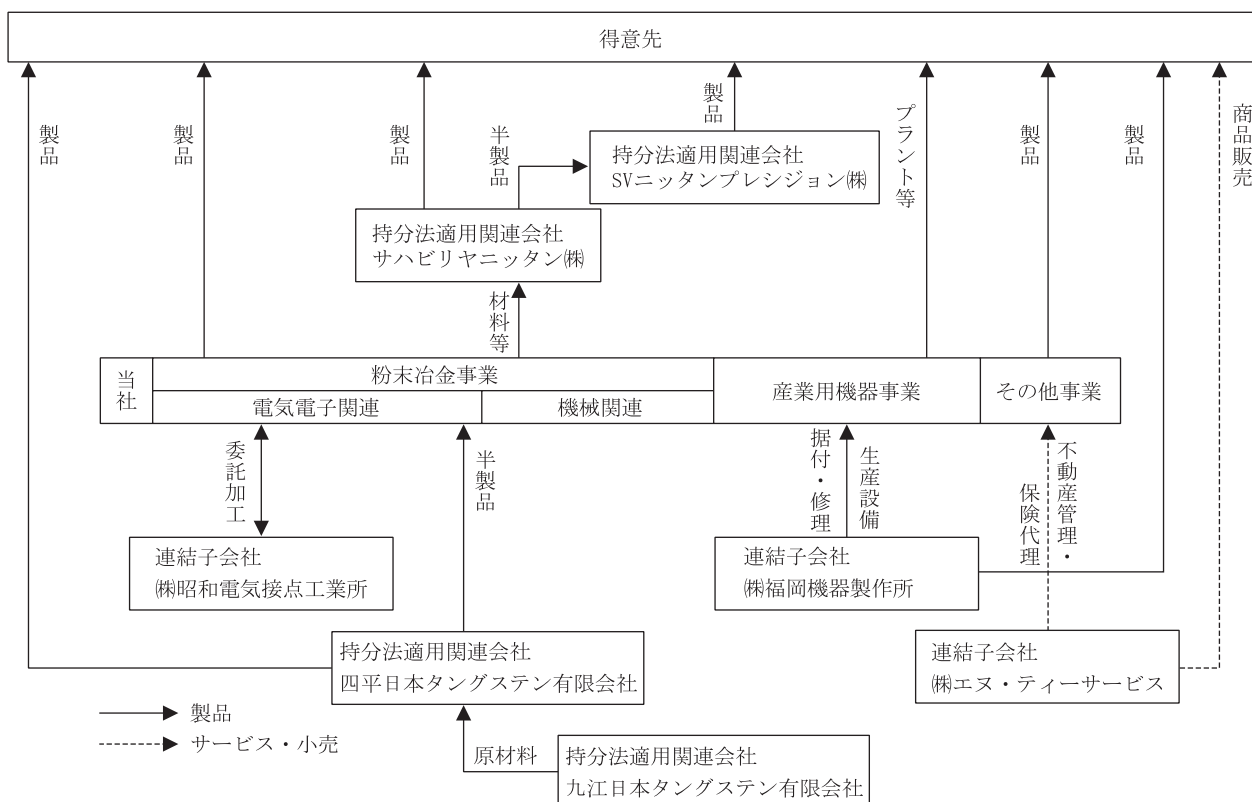 得意先
製品
製品
製品
半製品
製品
プラント等
製品
製品
商品販売
持分法適用関連会社
SVニッタンプレシジョン㈱
持分法適用関連会社
サハビリヤニッタン㈱
材料等
当社
粉末冶金事業
電気電子関連
機械関連
産業用機器事業
その他事業
委託加工
半製品
据付・修理
生産設備
不動産管理・
保険代理
連結子会社
㈱昭和電気接点工業所
連結子会社
㈱福岡機器製作所
持分法適用関連会社
四平日本タングステン有限会社
連結子会社
㈱エヌ・ティーサービス
製品
サービス・小売
原材料
持分法適用関連会社
九江日本タングステン有限会社